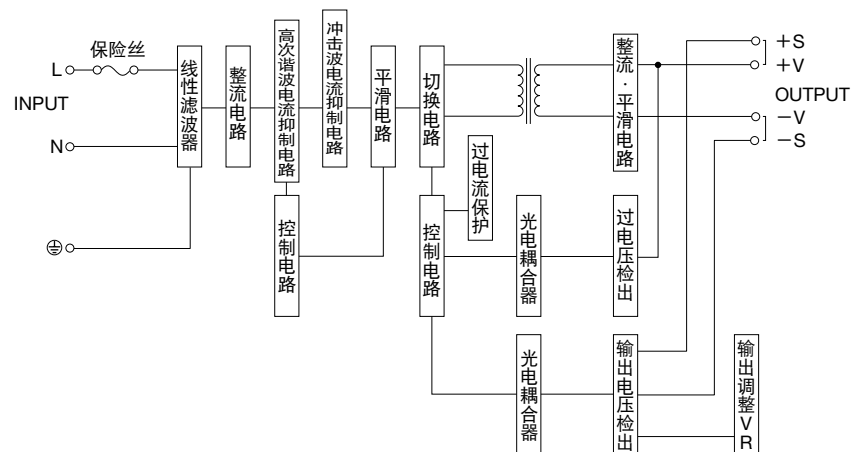 保险丝
L
INPUT
N
线性滤波器
整流电路
高次谐波电流抑制电路
冲击波电流抑制电路
平滑电路
切换电路
整流·平滑电路
+S
+V
OUTPUT
-V
-S
控制电路
控制电路
过电流保护
光电耦合器
过电压检出
光电耦合器
输出电压检出
输出调整VR